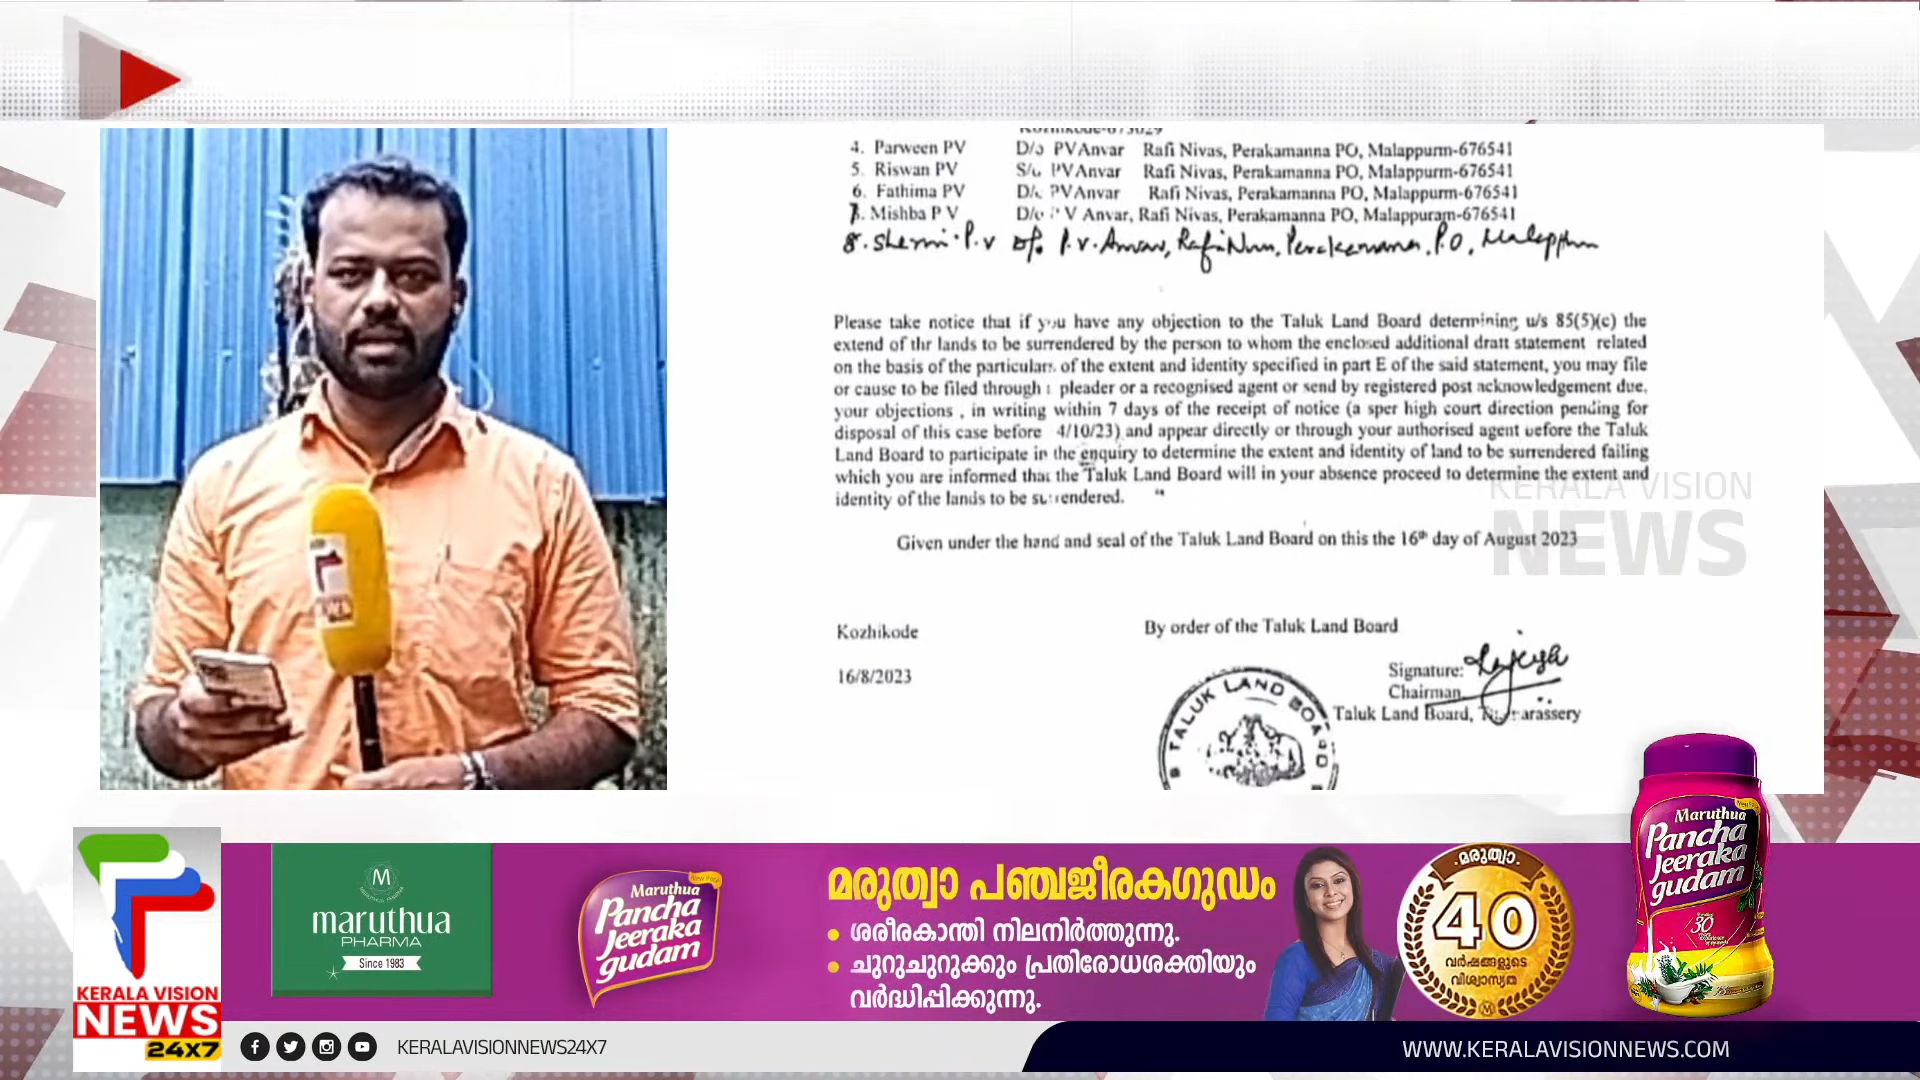 Kozhikode-673029
4. Parween PV D/o PVAnvar Rafi Nivas, Perakamanna PO, Malappurm-676541
5. Riswan PV S/o PVAnvar Rafi Nivas, Perakamanna PO, Malappurm-676541
6. Fathima PV D/o PVAnvar Rafi Nivas, Perakamanna PO, Malappurm-676541
7. Mishba P V D/o P V Anvar, Rafi Nivas, Perakamanna PO, Malappuram-676541
8. P.V P.V. P.O,
Please take notice that if you have any objection to the Taluk Land Board determining u/s 85(5)(c) the
extend of thr lands to be surrendered by the person to whom the enclosed additional dratt statement related
on the basis of the particulars of the extent and identity specified in part E of the said statement, you may file
or cause to be filed through pleader or a recognised agent or send by registered post acknowledgement due,
your objections , in writing within 7 days of the receipt of notice (a sper high court direction pending for
disposal of this case before 4/10/23) and appear directly or through your authorised agent before the Taluk
Land Board to participate in the enquiry to determine the extent and identity of land to be surrendered failing
which you are informed that the Taluk Land Board will in your absence proceed to determine the extent and
identity of the lands to be surrendered.
KERALA VISION
NEWS
Given under the hand and seal of the Taluk Land Board on this the 16th day of August 2023
Kozhikode
By order of the Taluk Land Board
16/8/2023
Signature:
Chairman
Taluk Land Board,
TALUK LAND BOARD
maruthua
PHARMA
Since 1983
Maruthua
Pancha
Jeeraka
gudam
മരുത്വാ പഞ്ചജീരകഗുഡം
• ശരീരകാന്തി നിലനിർത്തുന്നു.
• ചുറുചുറുക്കും പ്രതിരോധശക്തിയും
വർദ്ധിപ്പിക്കുന്നു.
മരുത്വാ
40
വർഷങ്ങളുടെ
വിശ്വാസ്യത
Maruthua
Pancha
Jeeraka
gudam
30
KERALA VISION
NEWS
24x7
KERALAVISIONNEWS24X7
WWW.KERALAVISIONNEWS.COM